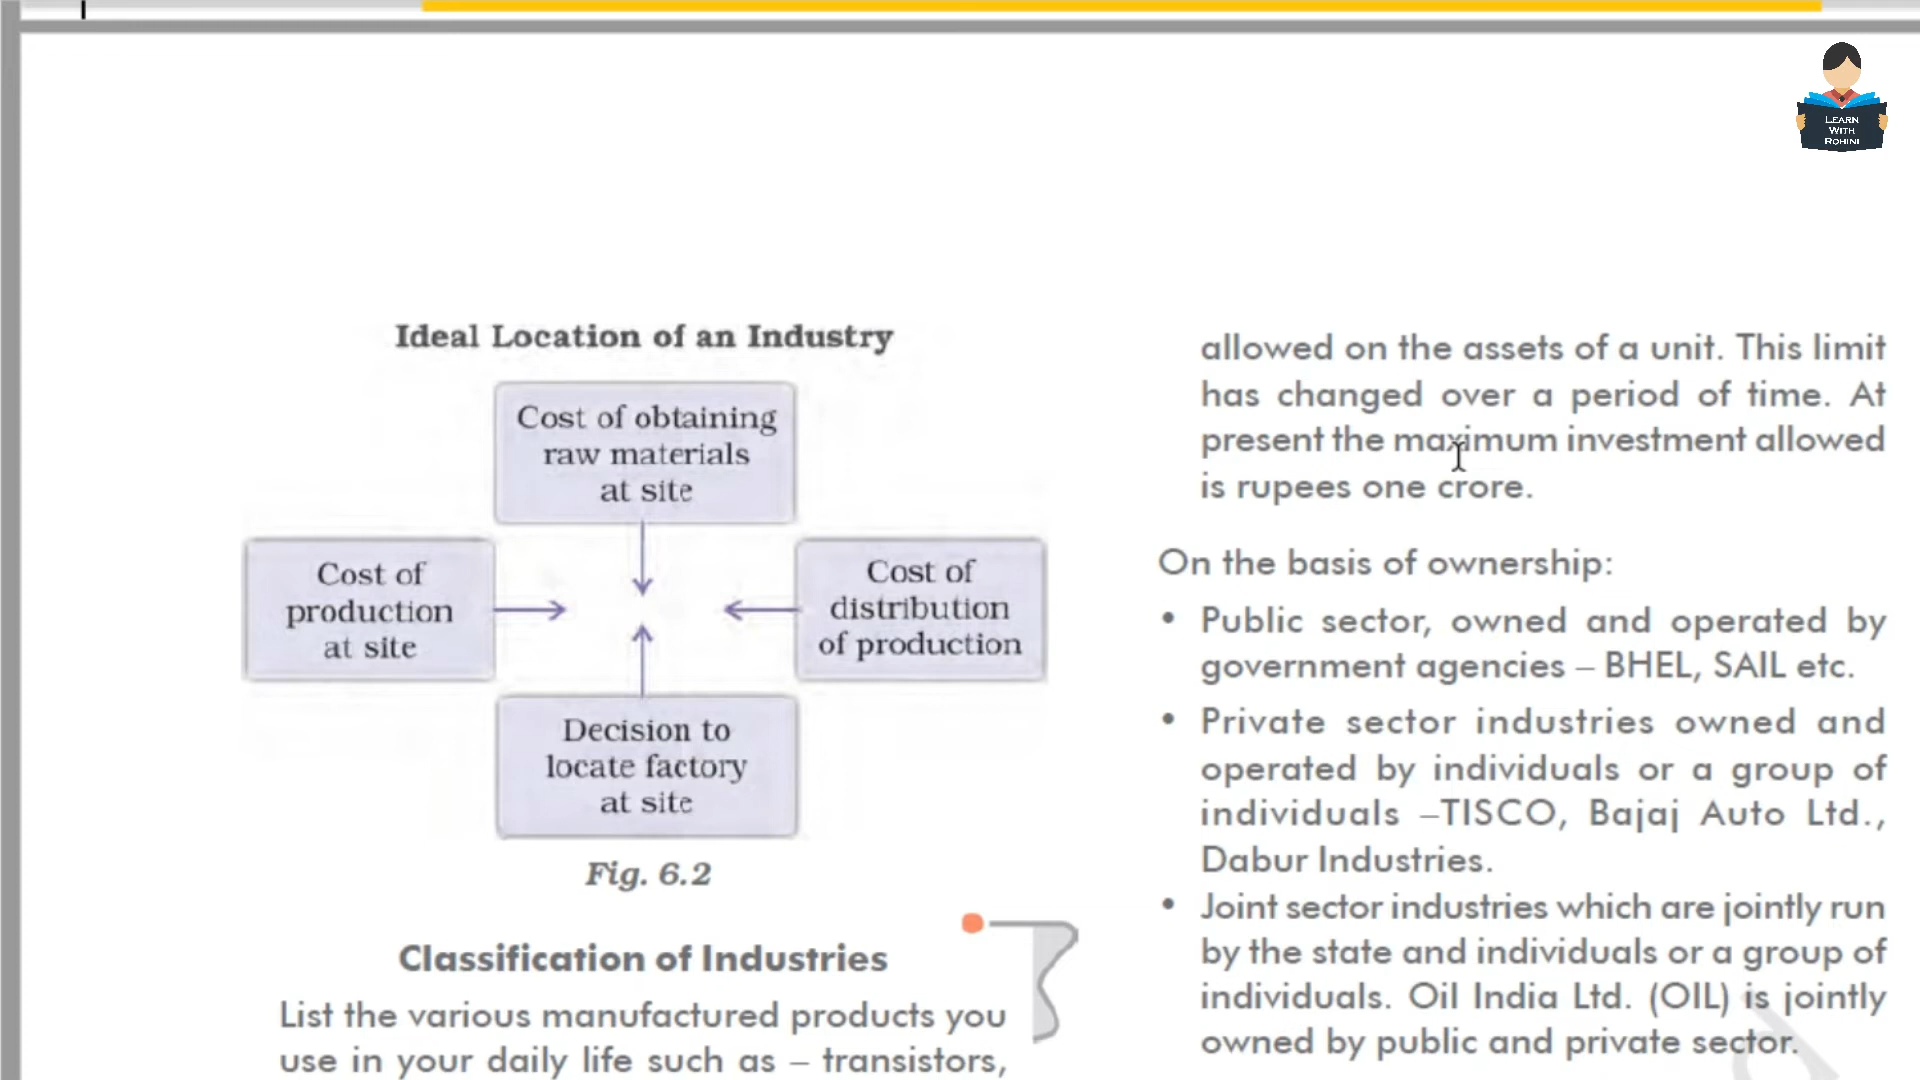 LEARN
WITH
ROHINI
Ideal Location of an Industry
Cost of obtaining
raw materials
at site
Cost of
production
at site
Cost of
distribution
of production
Decision to
locate factory
at site
Fig. 6.2
Classification of Industries
List the various manufactured products you
use in your daily life such as – transistors,
allowed on the assets of a unit. This limit
has changed over a period of time. At
present the maximum investment allowed
is rupees one crore.
On the basis of ownership:
• Public sector, owned and operated by
government agencies – BHEL, SAIL etc.
• Private sector industries owned and
operated by individuals or a group of
individuals –TISCO, Bajaj Auto Ltd.,
Dabur Industries.
• Joint sector industries which are jointly run
by the state and individuals or a group of
individuals. Oil India Ltd. (OIL) is jointly
owned by public and private sector.